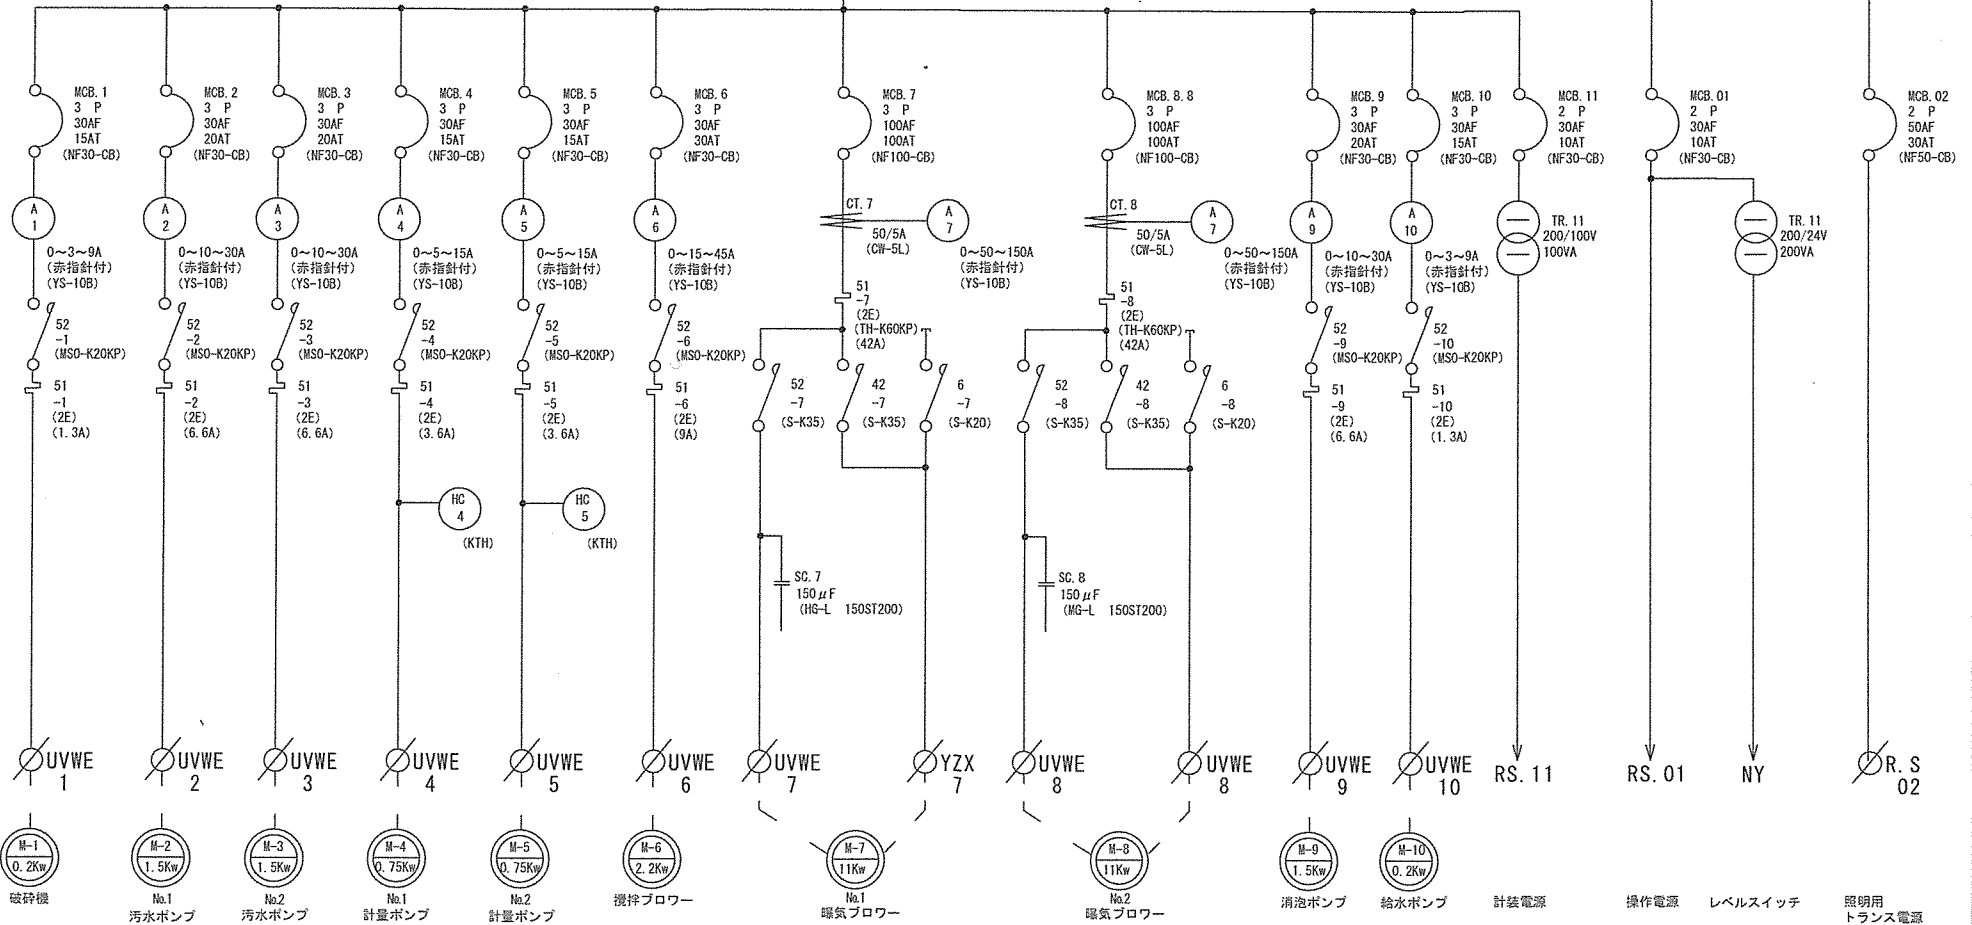 MCB. 1
3 P
30AF
15AT
(NF30-CB)
MCB. 2
3 P
30AF
20AT
(NF30-CB)
MCB. 3
3 P
30AF
20AT
(NF30-CB)
MCB. 4
3 P
30AF
15AT
(NF30-CB)
MCB. 5
3 P
30AF
15AT
(NF30-CB)
MCB. 6
3 P
30AF
30AT
(NF30-CB)
MCB. 7
3 P
100AF
100AT
(NF100-CB)
MCB. 8. 8
3 P
100AF
100AT
(NF100-CB)
MCB. 9
3 P
30AF
20AT
(NF30-CB)
MCB. 10
3 P
30AF
15AT
(NF30-CB)
MCB. 11
2 P
30AF
10AT
(NF30-CB)
MCB. 01
2 P
30AF
10AT
(NF30-CB)
MCB. 02
2 P
50AF
30AT
(NF50-CB)
A
1
0～3～9A
(赤指針付)
(YS-10B)
A
2
0～10～30A
(赤指針付)
(YS-10B)
A
3
0～10～30A
(赤指針付)
(YS-10B)
A
4
0～5～15A
(赤指針付)
(YS-10B)
A
5
0～5～15A
(赤指針付)
(YS-10B)
A
6
0～15～45A
(赤指針付)
(YS-10B)
CT. 7
50/5A
(CW-5L)
A
7
0～50～150A
(赤指針付)
(YS-10B)
CT. 8
50/5A
(CW-5L)
A
7
0～50～150A
(赤指針付)
(YS-10B)
A
9
0～10～30A
(赤指針付)
(YS-10B)
A
10
0～3～9A
(赤指針付)
(YS-10B)
TR. 11
200/100V
100VA
TR. 11
200/24V
200VA
52
-1
(MSO-K20KP)
52
-2
(MSO-K20KP)
52
-3
(MSO-K20KP)
52
-4
(MSO-K20KP)
52
-5
(MSO-K20KP)
52
-6
(MSO-K20KP)
51
-7
(2E)
(TH-K60KP)
(42A)
51
-8
(2E)
(TH-K60KP)
(42A)
52
-9
(MSO-K20KP)
52
-10
(MSO-K20KP)
51
-1
(2E)
(1. 3A)
51
-2
(2E)
(6. 6A)
51
-3
(2E)
(6. 6A)
51
-4
(2E)
(3. 6A)
51
-5
(2E)
(3. 6A)
51
-6
(2E)
(9A)
52
-7
(S-K35)
42
-7
(S-K35)
6
-7
(S-K20)
52
-8
(S-K35)
42
-8
(S-K35)
6
-8
(S-K20)
51
-9
(2E)
(6. 6A)
51
-10
(2E)
(1. 3A)
HC
4
(KTH)
HC
5
(KTH)
SC. 7
150μF
(HG-L 150ST200)
SC. 8
150μF
(MG-L 150ST200)
UVWE
1
UVWE
2
UVWE
3
UVWE
4
UVWE
5
UVWE
6
UVWE
7
YZX
7
UVWE
8
UVWE
8
UVWE
9
UVWE
10
RS. 11
RS. 01
NY
R. S
02
M-1
0. 2Kw
破砕機
M-2
1. 5Kw
No.1
汚水ポンプ
M-3
1. 5Kw
No.2
汚水ポンプ
M-4
0. 75Kw
No.1
計量ポンプ
M-5
0. 75Kw
No.2
計量ポンプ
M-6
2. 2Kw
攪拌ブロワー
M-7
11Kw
No.1
曝気ブロワー
M-8
11Kw
No.2
曝気ブロワー
M-9
1. 5Kw
消泡ポンプ
M-10
0. 2Kw
給水ポンプ
計装電源
操作電源
レベルスイッチ
照明用
トランス電源